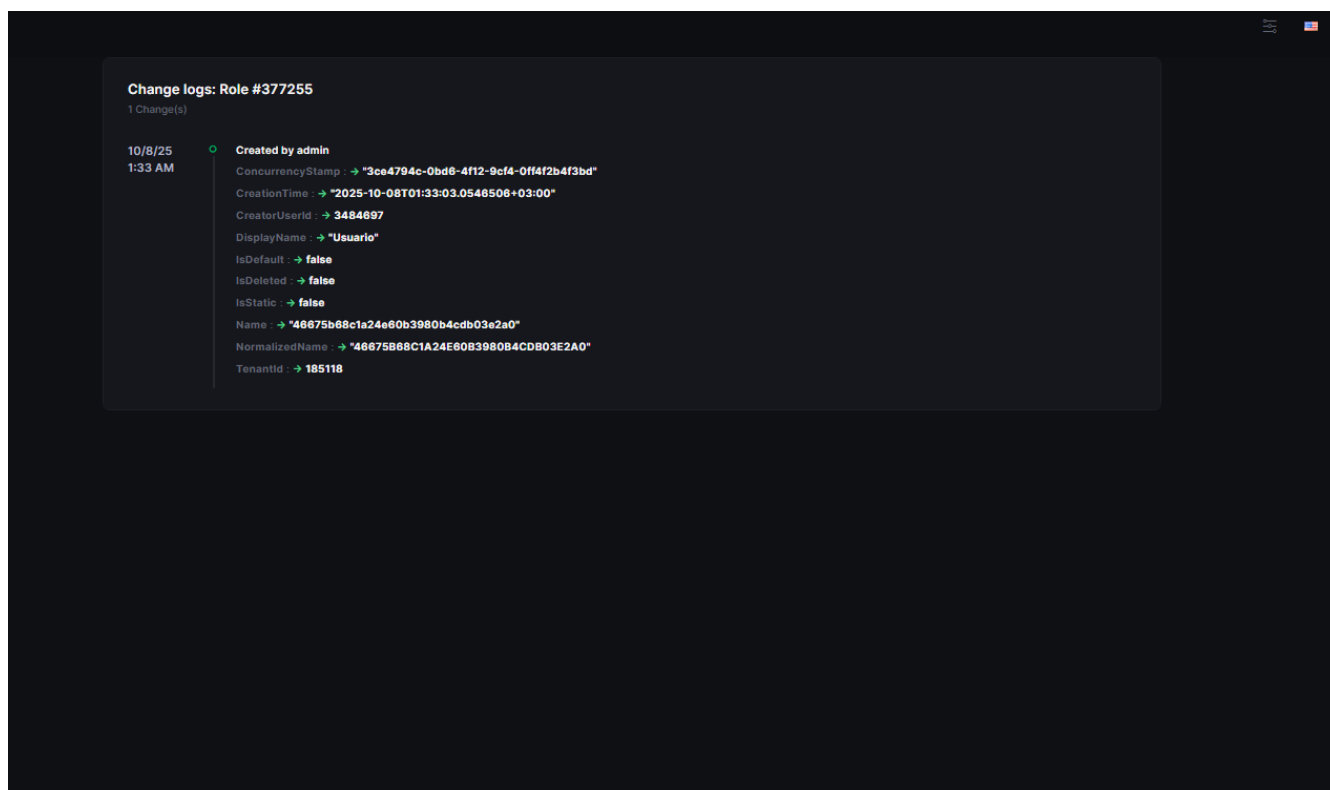 Change logs: Role #377255
1 Change(s)
10/8/25
1:33 AM
Created by admin
ConcurrencyStamp : → "3ce4794c-0bd6-4f12-9cf4-0ff4f2b4f3bd"
CreationTime : → "2025-10-08T01:33:03.0546506+03:00"
CreatorUserId : → 3484697
DisplayName : → "Usuario"
IsDefault : → false
IsDeleted : → false
IsStatic : → false
Name : → "46675b68c1a24e60b3980b4cdb03e2a0"
NormalizedName : → "46675B68C1A24E60B3980B4CDB03E2A0"
TenantId : → 185118